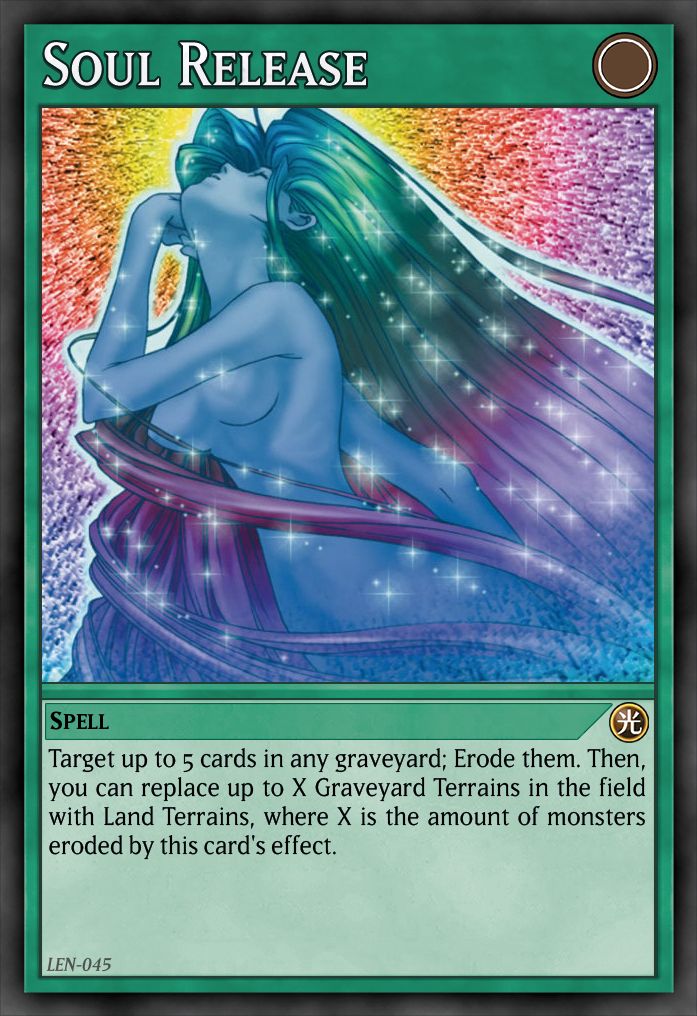 Soul Release
Spell
光
Target up to 5 cards in any graveyard; Erode them. Then,
you can replace up to X Graveyard Terrains in the field
with Land Terrains, where X is the amount of monsters
eroded by this card's effect.
LEN-045